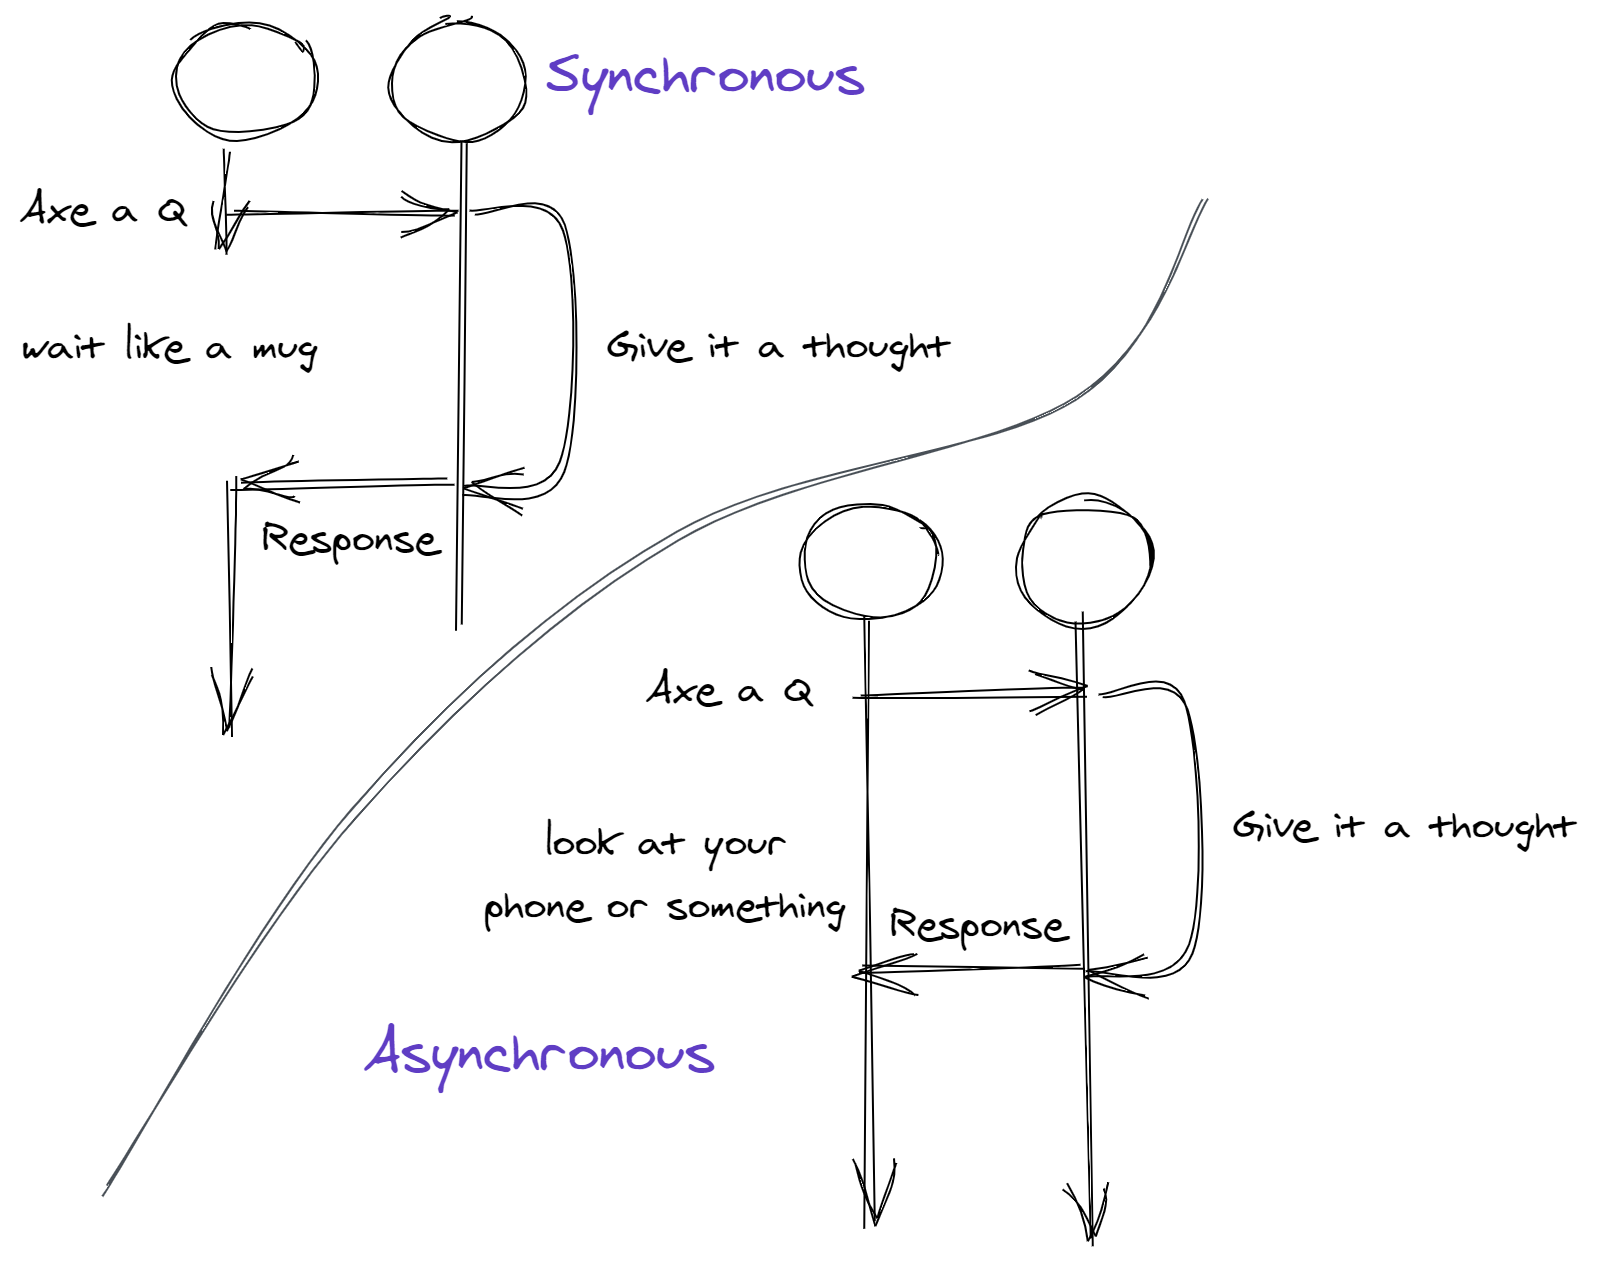 Synchronous
Axe a Q
wait like a mug
Give it a thought
Response
Axe a Q
look at your
phone or something
Give it a thought
Response
Asynchronous